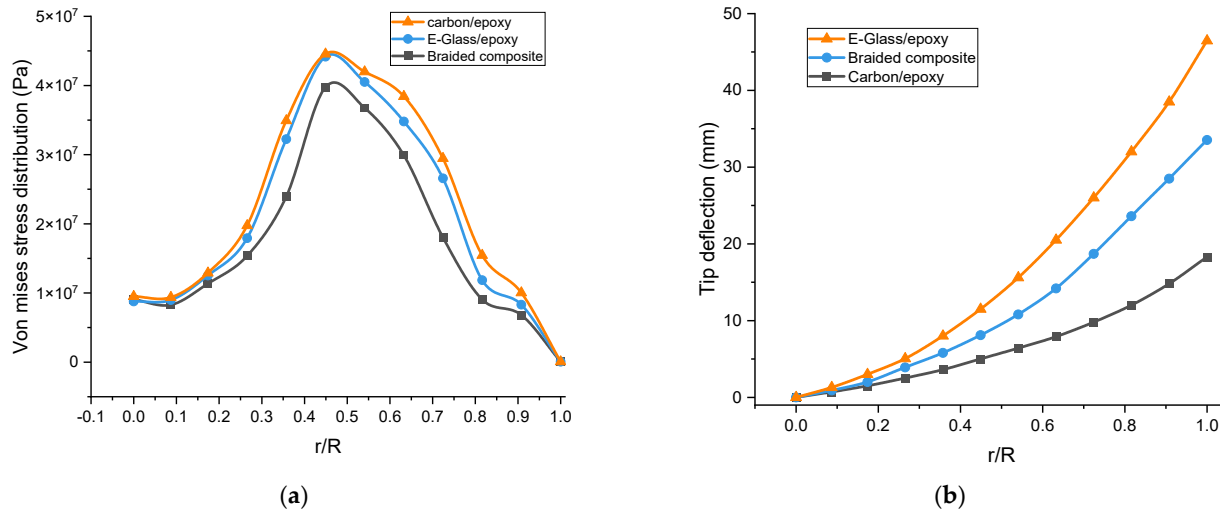 5×10⁷
4×10⁷
3×10⁷
2×10⁷
1×10⁷
0
Von mises stress distribution (Pa)
carbon/epoxy
E-Glass/epoxy
Braided composite
-0.1 0.0 0.1 0.2 0.3 0.4 0.5 0.6 0.7 0.8 0.9 1.0
r/R
(a)
50
40
30
20
10
0
Tip deflection (mm)
E-Glass/epoxy
Braided composite
Carbon/epoxy
0.0 0.2 0.4 0.6 0.8 1.0
r/R
(b)